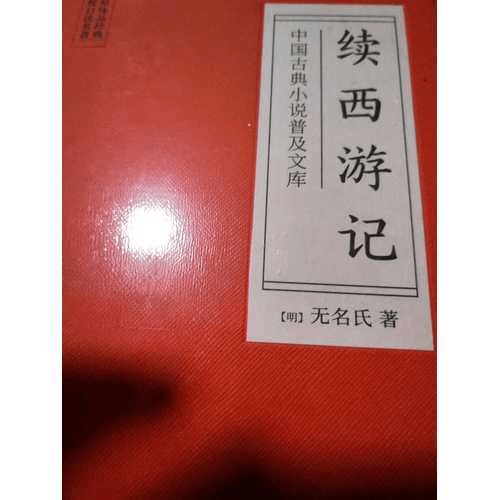 续西游记
中国古典小说普及文库
【明】无名氏 著